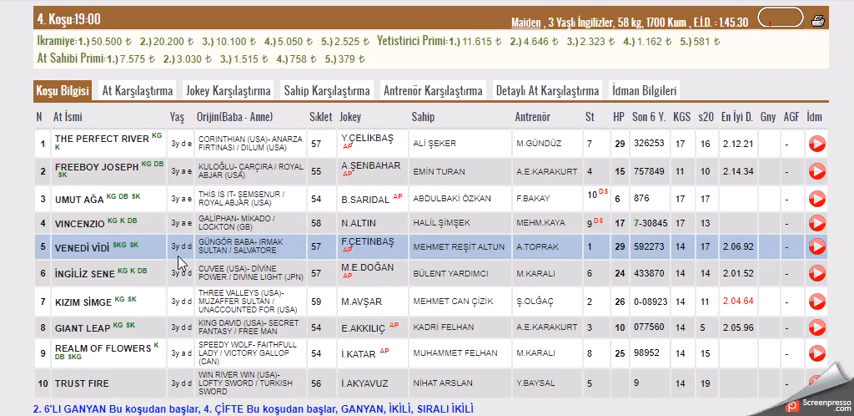 4. Koşu:19:00
Maiden , 3 Yaşlı İngilizler, 58 kg, 1700 Kum , E.İ.D. : 1.45.30
İkramiye: 1.) 50.500 ₺ 2.) 20.200 ₺ 3.) 10.100 ₺ 4.) 5.050 ₺ 5.) 2.525 ₺ Yetistirici Primi: 1.) 11.615 ₺ 2.) 4.646 ₺ 3.) 2.323 ₺ 4.) 1.162 ₺ 5.) 581 ₺
At Sahibi Primi: 1.) 7.575 ₺ 2.) 3.030 ₺ 3.) 1.515 ₺ 4.) 758 ₺ 5.) 379 ₺
Koşu Bilgisi At Karşılaştırma Jokey Karşılaştırma Sahip Karşılaştırma Antrenör Karşılaştırma Detaylı At Karşılaştırma İdman Bilgileri
N At İsmi Yaş Orijin(Baba - Anne) Sıklet Jokey Sahip Antrenör St HP Son 6 Y. KGS s20 En İyi D. Gny AGF İdm
1 THE PERFECT RIVER KG K 3y d e CORINTHIAN (USA)- ANARZA FIRTINASI / DILUM (USA) 57 Y.ÇELİKBAŞ AP ALİ ŞEKER M.GÜNDÜZ 7 29 326253 17 16 2.12.21 -
2 FREEBOY JOSEPH KG DB SK 3y a e KULOĞLU- ÇARÇIRA / ROYAL ABJAR (USA) 55 A.ŞENBAHAR AP EMİN TURAN A.E.KARAKURT 4 15 757849 11 10 2.14.34 -
3 UMUT AĞA KG DB SK 3y a e THIS IS IT- ŞEMSENUR / ROYAL ABJAR (USA) 54 B.SARIDAL AP ABDULBAKİ ÖZKAN F.BAKAY 10 DS 6 876 17 17 -
4 VINCENZIO KG K DB 3y a e GALIPHAN- MİKADO / LOCKTON (GB) 58 N.ALTIN HALİL ŞİMŞEK MEHM.KAYA 9 DS 17 7-30845 17 13 -
5 VENEDİ VİDİ SKG SK 3y d d GÜNGÖR BABA- IRMAK SULTAN / SALVATORE 57 F.ÇETİNBAŞ AP MEHMET REŞİT ALTUN A.TOPRAK 1 29 592273 14 17 2.06.92 -
6 İNGİLİZ SENE KG K DB 3y d d CUVEE (USA)- DİVİNE POWER / DIVINE LIGHT (JPN) 57 M.E.DOĞAN AP BÜLENT YARDIMCI M.KARALI 6 24 433870 14 14 2.01.52 -
7 KIZIM SİMGE KG SK 3y d d THREE VALLEYS (USA)- MUZAFFER SULTAN / UNACCOUNTED FOR (USA) 59 M.AVŞAR MEHMET CAN ÇİZİK Ş.OLĞAÇ 2 26 0-08923 14 11 2.04.64 -
8 GIANT LEAP KG SK 3y d d KING DAVID (USA)- SECRET FANTASY / FREE MAN 54 E.AKKILIÇ AP KADRİ FELHAN A.E.KARAKURT 3 10 077560 14 5 2.05.96 -
9 REALM OF FLOWERS K DB SKG 3y a d SPEEDY WOLF- FAITHFULL LADY / VICTORY GALLOP (CAN) 54 İ.KATAR AP MUHAMMET FELHAN M.KARALI 8 25 98952 14 15 -
10 TRUST FIRE 3y d d WIN RIVER WIN (USA)- LOFTY SWORD / TURKISH SWORD 56 İ.AKYAVUZ NİHAT ARSLAN Y.BAYSAL 5 9 14 19 -
2. 6'LI GANYAN Bu koşudan başlar, 4. ÇİFTE Bu koşudan başlar, GANYAN, İKİLİ, SIRALI İKİLİ
Screenpresso